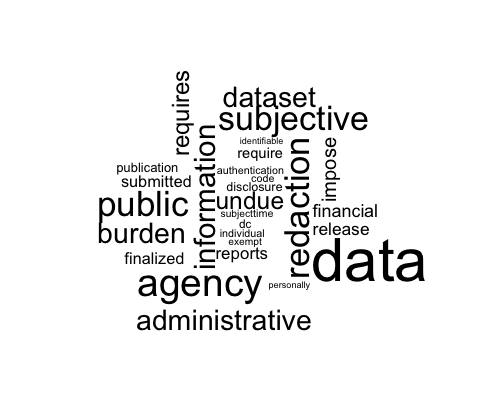 requires
dataset
subjective
identifiable
require
impose
publication
submitted
information
authentication
code
disclosure
redaction
public
undue
subjecttime
financial
burden
dc
individual
release
exempt
finalized
reports
data
agency
personally
administrative